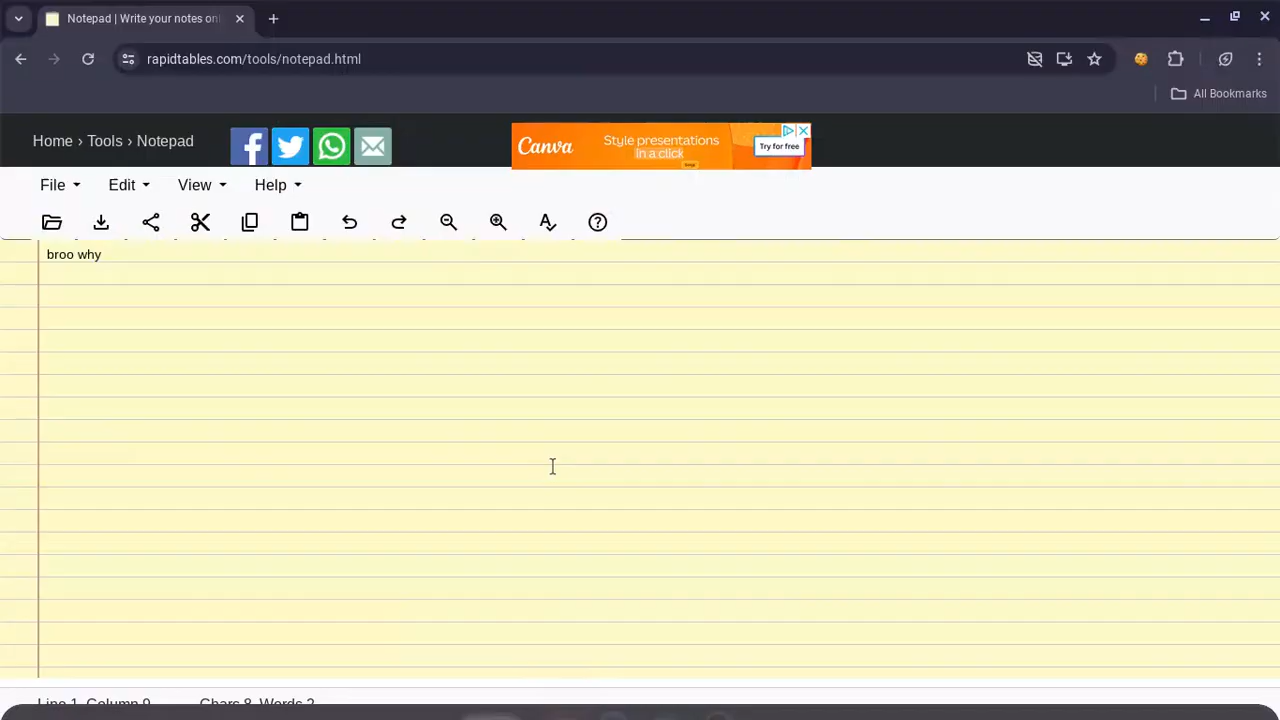 Notepad | Write your notes onl
rapidtables.com/tools/notepad.html
All Bookmarks
Home › Tools › Notepad
Canva
Style presentations
in a click
Try for free
File Edit View Help
broo why
Line 1, Column 9 Chars 8, Words 2